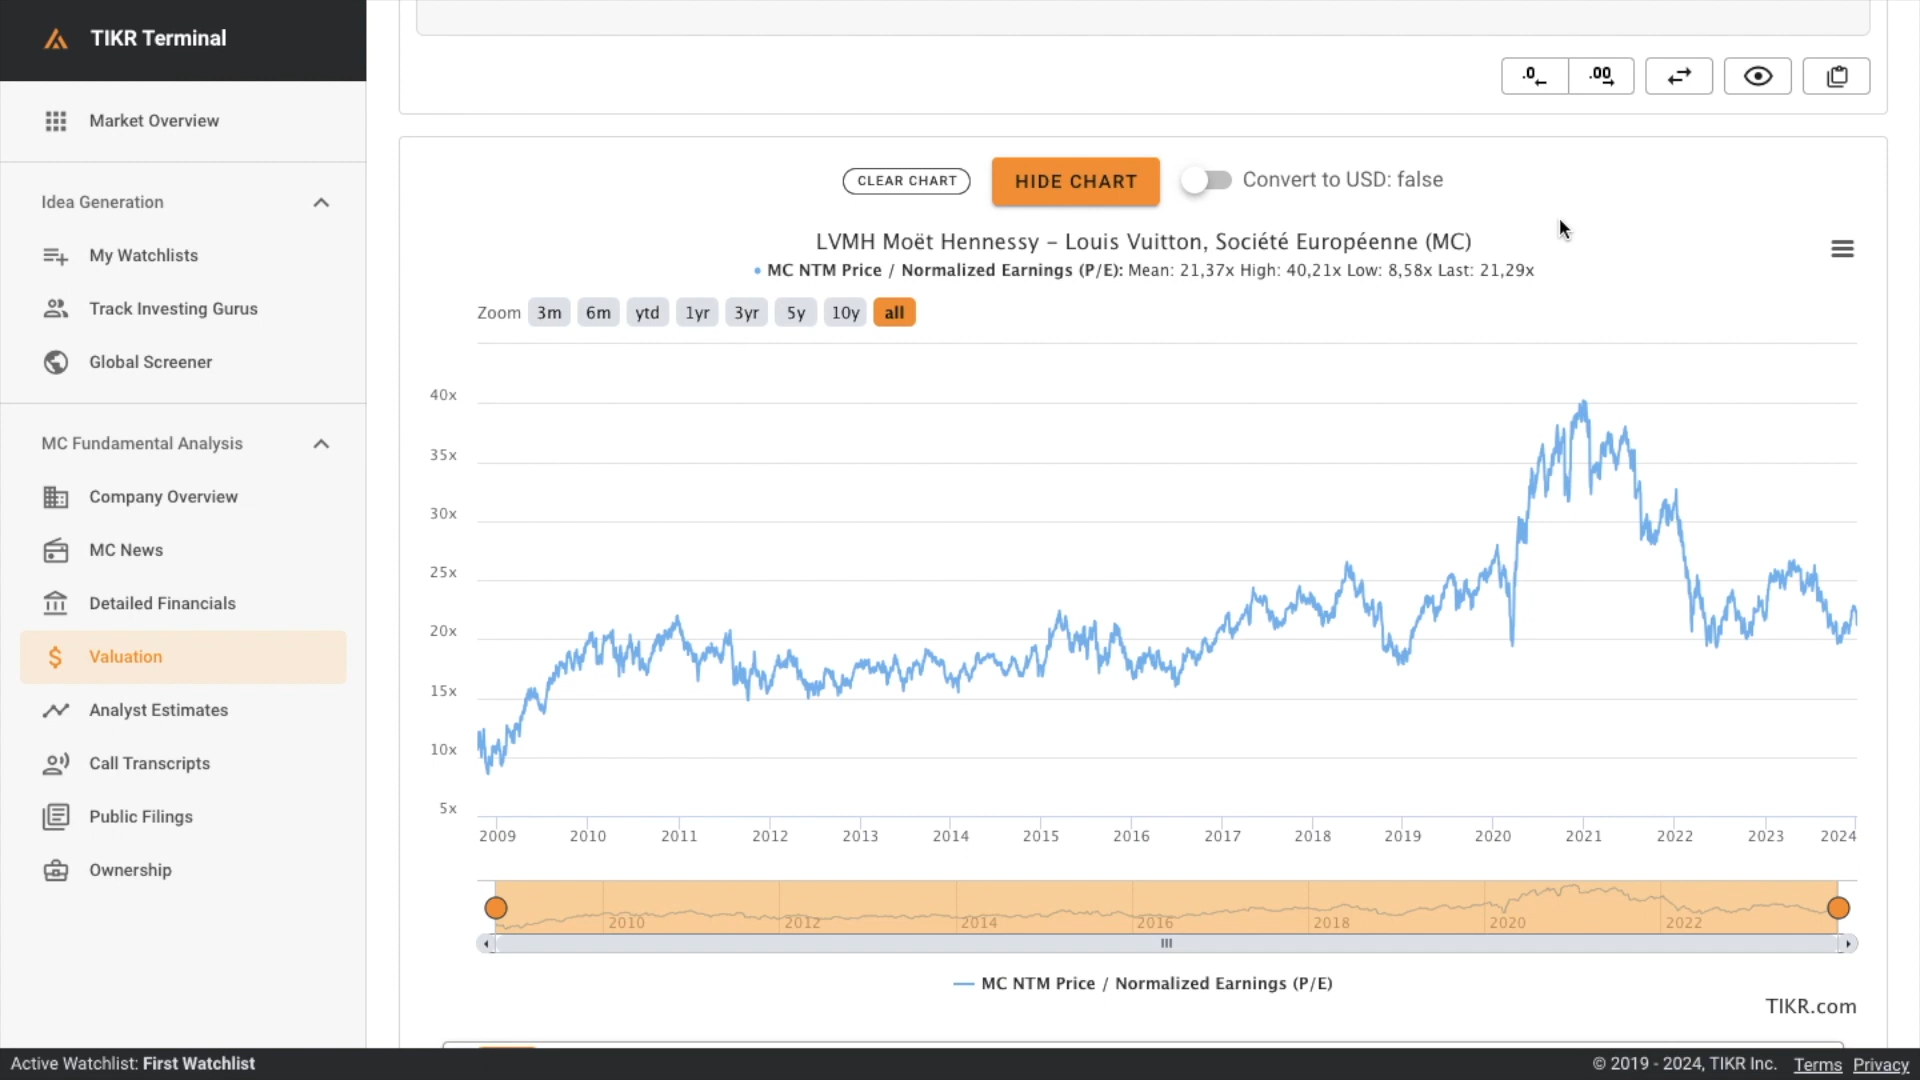 TIKR Terminal
Market Overview
Idea Generation
My Watchlists
Track Investing Gurus
Global Screener
MC Fundamental Analysis
Company Overview
MC News
Detailed Financials
$ Valuation
Analyst Estimates
Call Transcripts
Public Filings
Ownership
.0 .00
CLEAR CHART HIDE CHART Convert to USD: false
LVMH Moët Hennessy – Louis Vuitton, Société Européenne (MC)
MC NTM Price / Normalized Earnings (P/E): Mean: 21,37x High: 40,21x Low: 8,58x Last: 21,29x
Zoom 3m 6m ytd 1yr 3yr 5y 10y all
40x
35x
30x
25x
20x
15x
10x
5x
2009 2010 2011 2012 2013 2014 2015 2016 2017 2018 2019 2020 2021 2022 2023 2024
2010 2012 2014 2016 2018 2020 2022
MC NTM Price / Normalized Earnings (P/E)
TIKR.com
Active Watchlist: First Watchlist
© 2019 - 2024, TIKR Inc. Terms Privacy